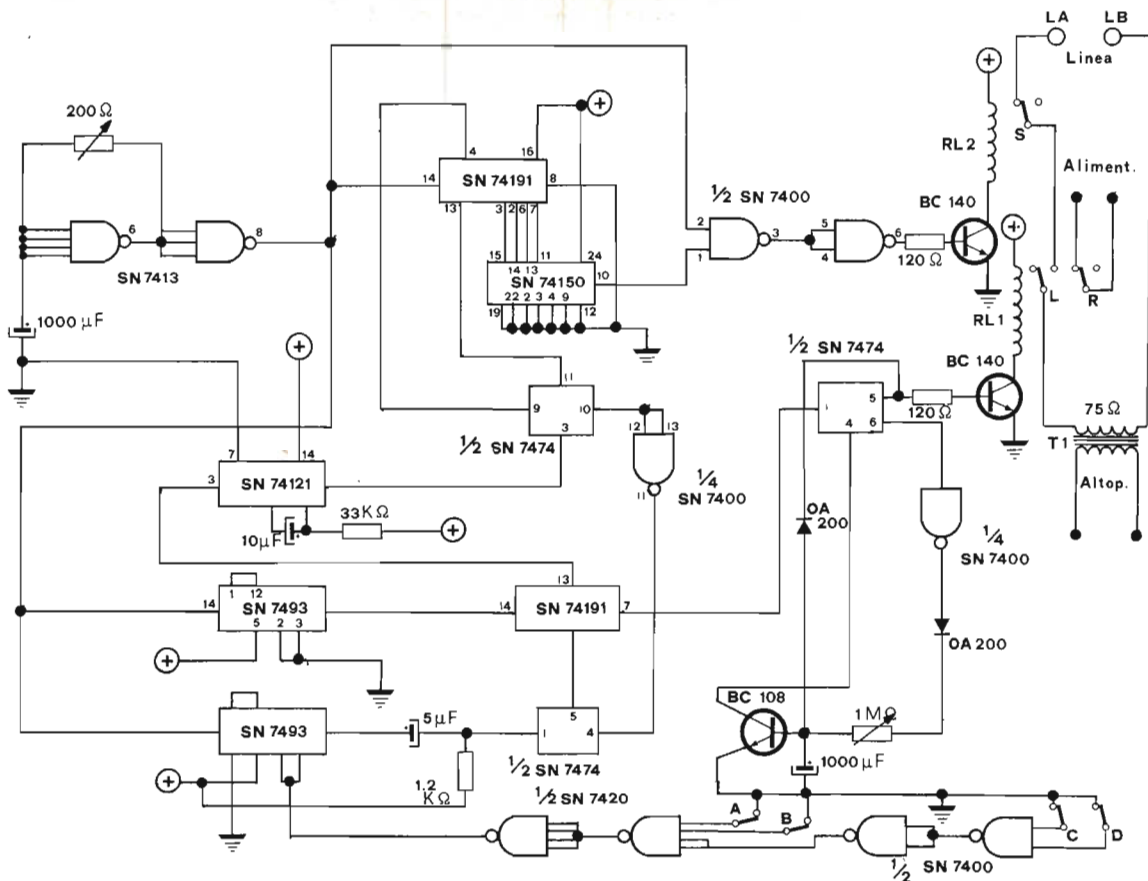 LA LB
Linea
200 Ω
6
8
SN 7413
1000 µF
4 16
14 SN 74191 8
13 3 2 6 7
15 14 13 11 24
SN 74150 10
22 2 3 4 9
19 12
½ SN 7400
2
1
3
5
4
6
120 Ω
BC 140
RL2
S
Aliment.
L
R
RL1
BC 140
½ SN 7474
1
4
5
6
120 Ω
75 Ω
T1
Altop.
11
9 10
3
½ SN 7474
12 13
11
¼
SN 7400
7 14
3 SN 74121
10µF
33KΩ
OA
200
¼
SN 7400
OA 200
1 12
14 SN 7493
5 2 3
13
14 SN 74191 7
SN 7493
5µF
1.2
KΩ
5
1 4
½ SN 7474
½ SN 7420
BC 108
1 MΩ
1000 µF
A
B
C
D
½ SN 7400